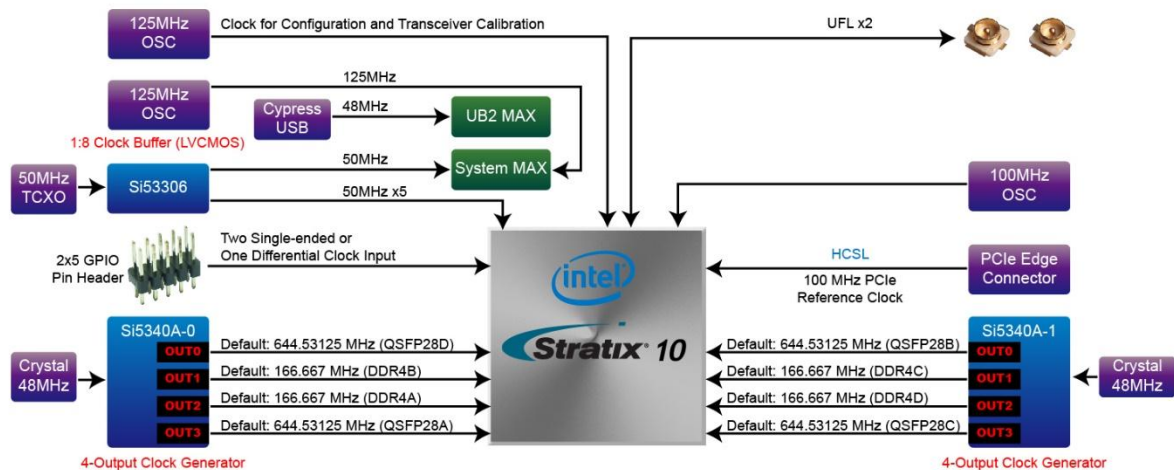 125MHz
OSC
Clock for Configuration and Transceiver Calibration
UFL x2
125MHz
OSC
125MHz
Cypress
USB
48MHz
UB2 MAX
1:8 Clock Buffer (LVCMOS)
50MHz
TCXO
Si53306
50MHz
System MAX
50MHz x5
100MHz
OSC
2x5 GPIO
Pin Header
Two Single-ended or
One Differential Clock Input
intel
Stratix 10
HCSL
100 MHz PCIe
Reference Clock
PCIe Edge
Connector
Crystal
48MHz
Si5340A-0
OUT0
Default: 644.53125 MHz (QSFP28D)
OUT1
Default: 166.667 MHz (DDR4B)
OUT2
Default: 166.667 MHz (DDR4A)
OUT3
Default: 644.53125 MHz (QSFP28A)
4-Output Clock Generator
Si5340A-1
Default: 644.53125 MHz (QSFP28B)
OUT0
Default: 166.667 MHz (DDR4C)
OUT1
Default: 166.667 MHz (DDR4D)
OUT2
Default: 644.53125 MHz (QSFP28C)
OUT3
Crystal
48MHz
4-Output Clock Generator